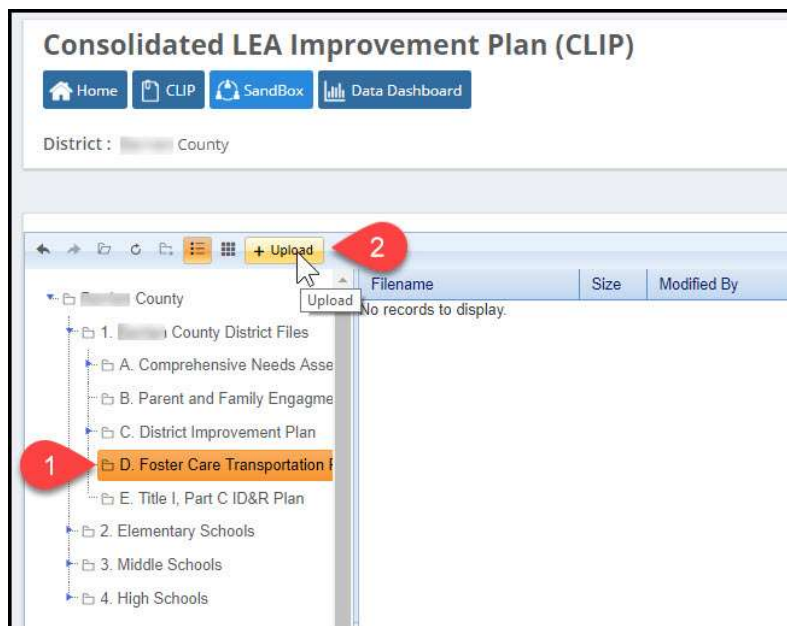 Consolidated LEA Improvement Plan (CLIP)
Home CLIP SandBox Data Dashboard
District : County
+ Upload 2
Upload
Filename Size Modified By
No records to display.
County
1. County District Files
A. Comprehensive Needs Asse
B. Parent and Family Engagme
C. District Improvement Plan
1 D. Foster Care Transportation
E. Title I, Part C ID&R Plan
2. Elementary Schools
3. Middle Schools
4. High Schools